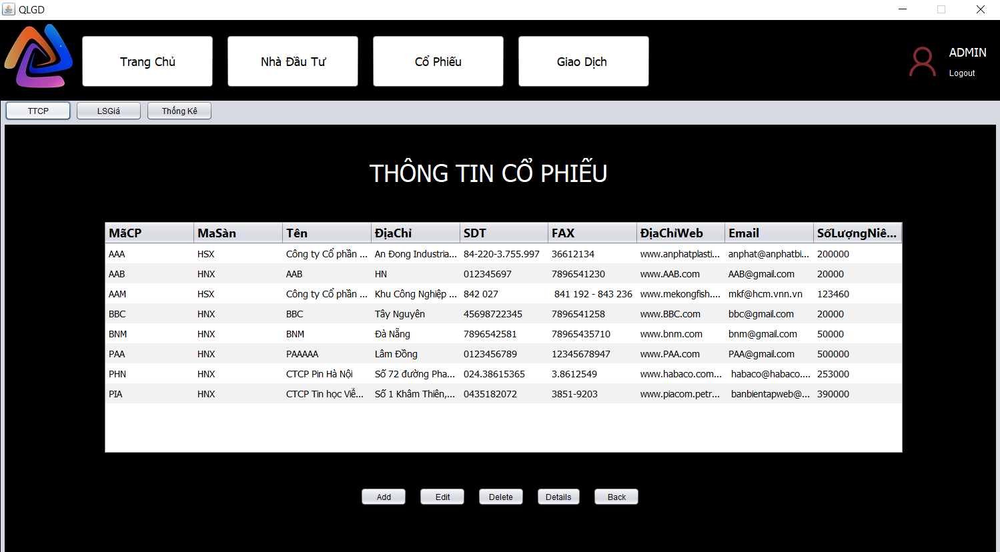 QLGD
Trang Chủ Nhà Đầu Tư Cổ Phiếu Giao Dịch ADMIN
Logout
TTCP LSGiá Thống Kê
THÔNG TIN CỔ PHIẾU
MãCP MaSàn Tên ĐịaChỉ SDT FAX ĐịaChỉWeb Email SốLượngNiê...
AAA HSX Công ty Cổ phần ... An Đong Industria... 84-220-3.755.997 36612134 www.anphatplasti... anphat@anphatbi... 200000
AAB HNX AAB HN 012345697 7896541230 www.AAB.com AAB@gmail.com 20000
AAM HSX Công ty Cổ phần ... Khu Công Nghiệp ... 842 027 841 192 - 843 236 www.mekongfish.... mkf@hcm.vnn.vn 123460
BBC HNX BBC Tây Nguyên 45698722345 7896541258 www.BBC.com bbc@gmail.com 20000
BNM HNX BNM Đà Nẵng 7896542581 78965435710 www.bnm.com bnm@gmail.com 50000
PAA HNX PAAAAA Lâm Đồng 0123456789 12345678947 www.PAA.com PAA@gmail.com 500000
PHN HNX CTCP Pin Hà Nội Số 72 đường Pha... 024.38615365 3.8612549 www.habaco.com... habaco@habaco.... 253000
PIA HNX CTCP Tin học Viễ... Số 1 Khâm Thiên,... 0435182072 3851-9203 www.piacom.petr... banbientapweb@... 390000
Add Edit Delete Details Back